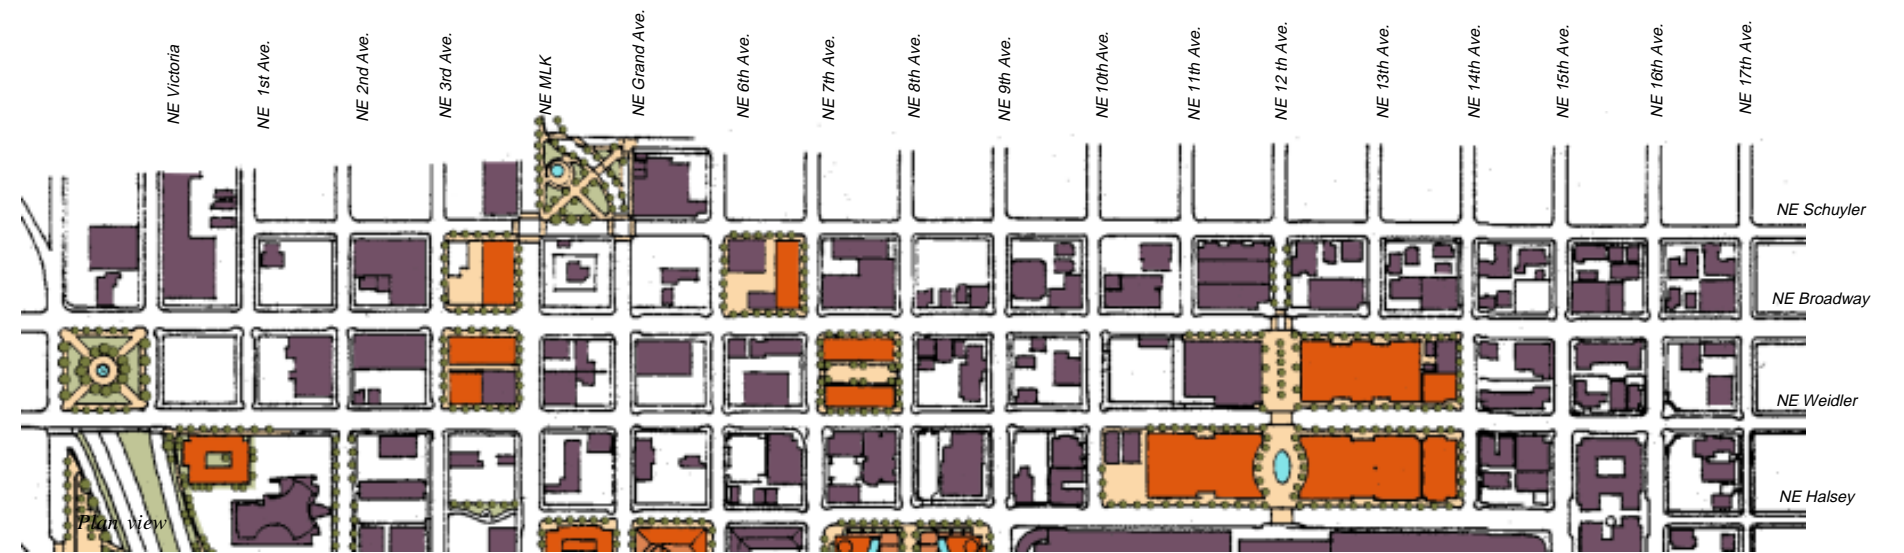 NE Victoria
NE 1st Ave.
NE 2nd Ave.
NE 3rd Ave.
NE MLK
NE Grand Ave.
NE 6th Ave.
NE 7th Ave.
NE 8th Ave.
NE 9th Ave.
NE 10th Ave.
NE 11th Ave.
NE 12 th Ave.
NE 13th Ave.
NE 14th Ave.
NE 15th Ave.
NE 16th Ave.
NE 17th Ave.
NE Schuyler
NE Broadway
NE Weidler
NE Halsey
Plan view